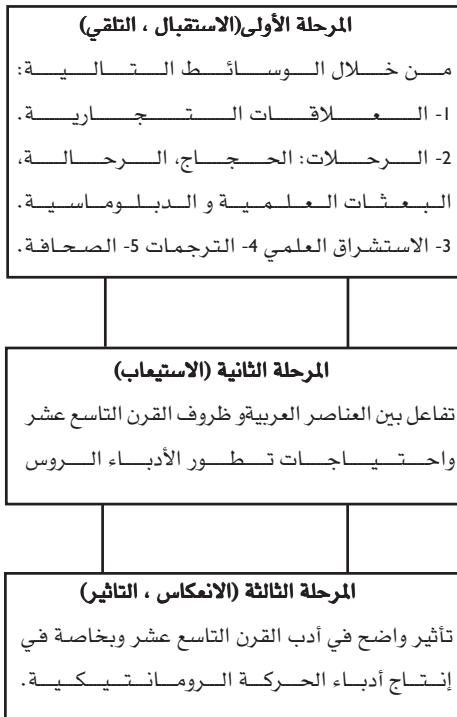 المرحلة الأولى(الاستقبال ، التلقي)
من خلال الوسائط التالية:
1- العلاقات التجارية.
2- الرحلات: الحجاج، الرحالة،
البعثات العلمية و الدبلوماسية.
3- الاستشراق العلمي 4- الترجمات 5- الصحافة.
المرحلة الثانية (الاستيعاب)
تفاعل بين العناصر العربيةو ظروف القرن التاسع عشر
واحتياجات تطور الأدباء الروس
المرحلة الثالثة (الانعكاس ، التاثير)
تأثير واضح في أدب القرن التاسع عشر وبخاصة في
إنتاج أدباء الحركة الرومانتيكية.